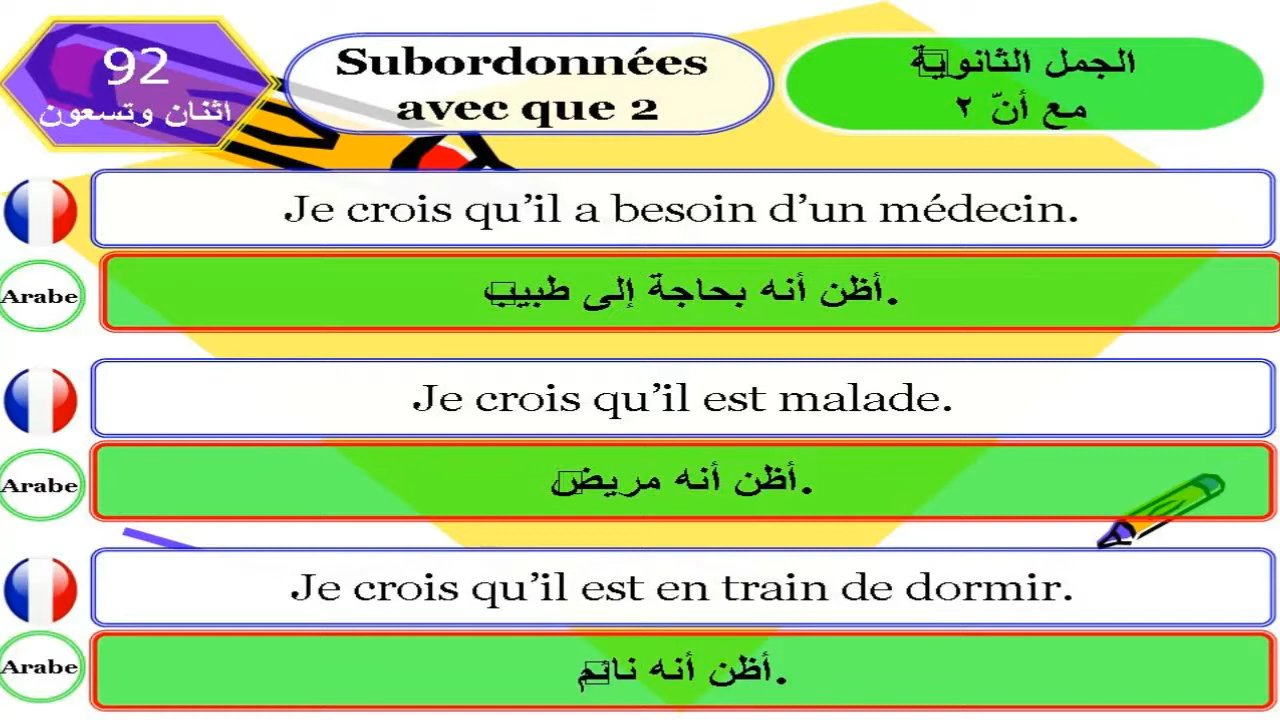 92
اثنان وتسعون
Subordonnées
avec que 2
الجمل الثانوية
مع أنّ ٢
Je crois qu’il a besoin d’un médecin.
Arabe
أظن أنه بحاجة إلى طبيب.
Je crois qu’il est malade.
Arabe
أظن أنه مريض.
Je crois qu’il est en train de dormir.
Arabe
أظن أنه نائم.